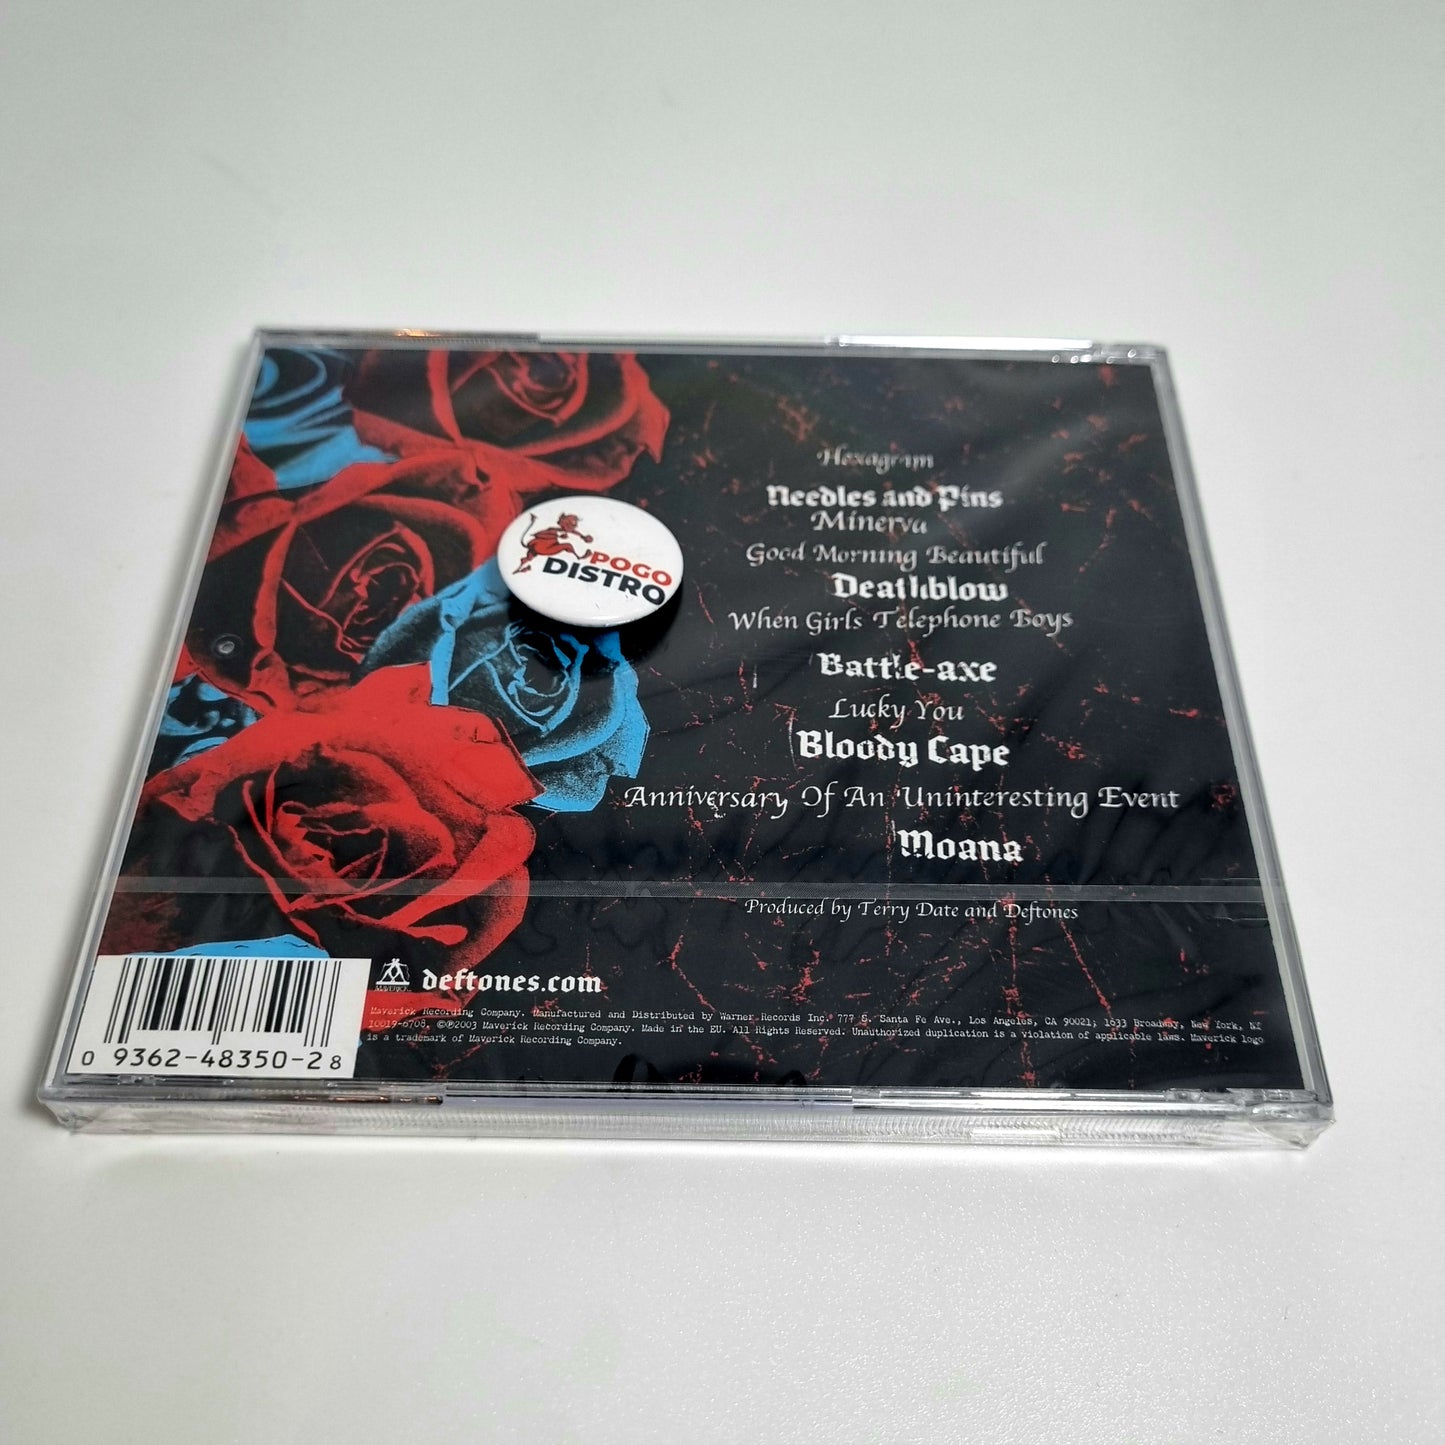 Hexagram
Needles and Pins
Minerva
Good Morning Beautiful
Deathblow
When Girls Telephone Boys
Battle-axe
Lucky You
Bloody Cape
Anniversary Of An Uninteresting Event
Moana
Produced by Terry Date and Deftones
POGO
DISTRO
MAVERICK
deftones.com
Maverick Recording Company. Manufactured and Distributed by Warner Records Inc. 777 S. Santa Fe Ave., Los Angeles, CA 90021; 1633 Broadway, New York, NY
10019-6708. ©℗2003 Maverick Recording Company. Made in the EU. All Rights Reserved. Unauthorized duplication is a violation of applicable laws. Maverick logo
is a trademark of Maverick Recording Company.
0 9362-48350-2 8